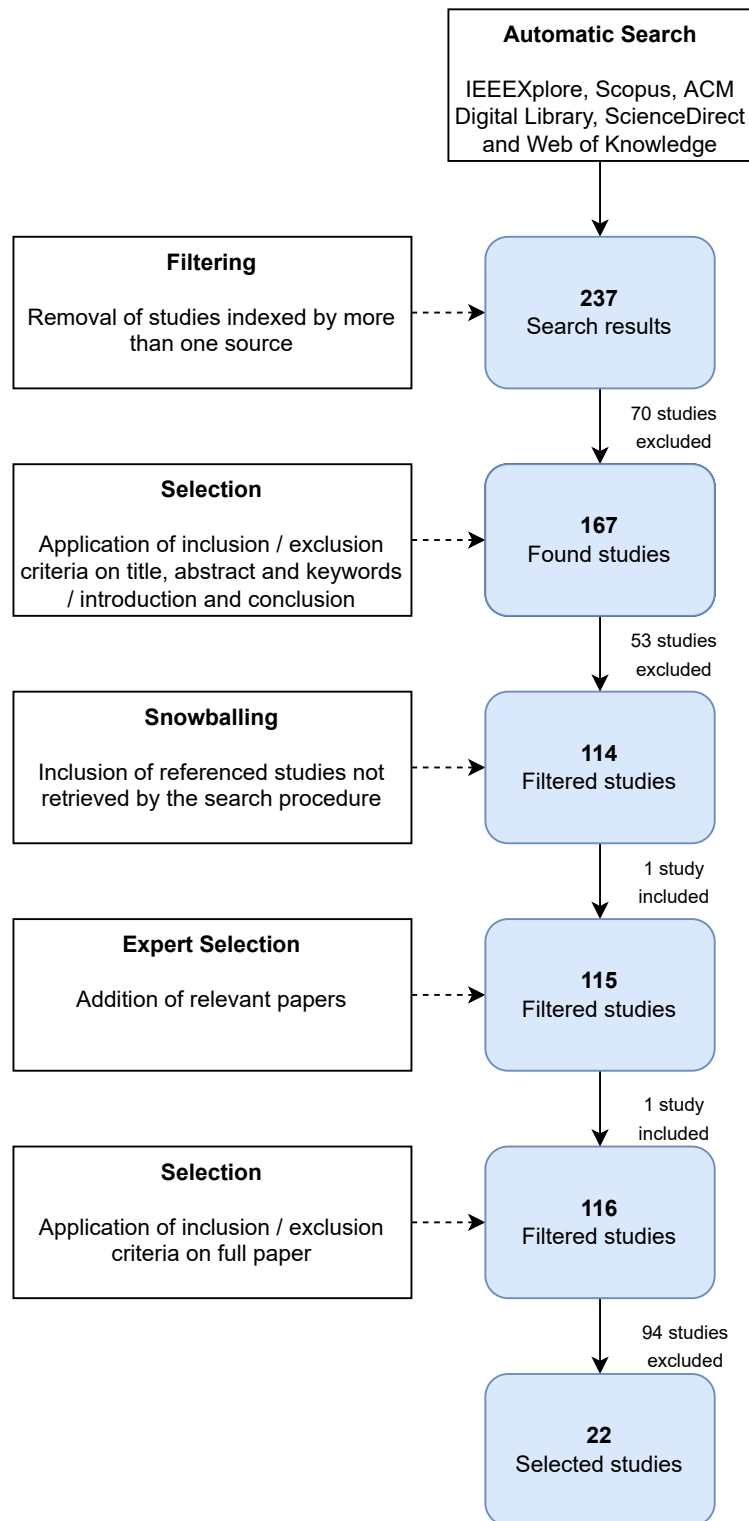 Automatic Search
IEEEXplore, Scopus, ACM
Digital Library, ScienceDirect
and Web of Knowledge
Filtering
Removal of studies indexed by more
than one source
237
Search results
70 studies
excluded
Selection
Application of inclusion / exclusion
criteria on title, abstract and keywords
/ introduction and conclusion
167
Found studies
53 studies
excluded
Snowballing
Inclusion of referenced studies not
retrieved by the search procedure
114
Filtered studies
1 study
included
Expert Selection
Addition of relevant papers
115
Filtered studies
1 study
included
Selection
Application of inclusion / exclusion
criteria on full paper
116
Filtered studies
94 studies
excluded
22
Selected studies